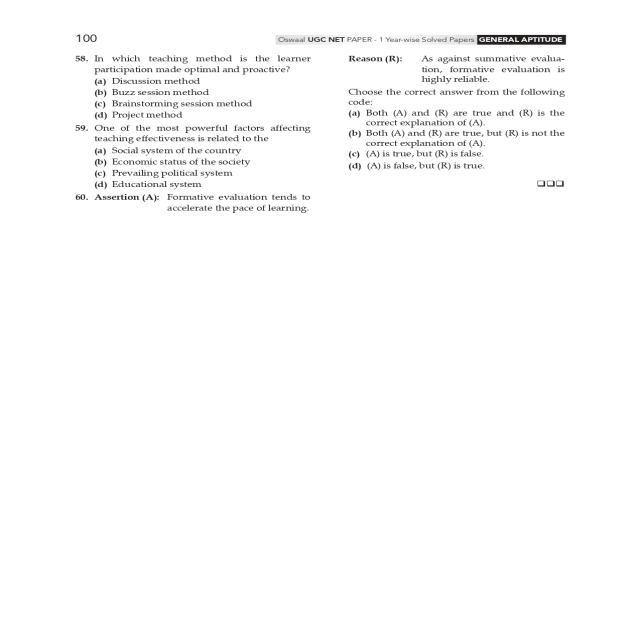 100
Oswaal UGC NET PAPER - 1 Year-wise Solved Papers GENERAL APTITUDE
58. In which teaching method is the learner
participation made optimal and proactive?
(a) Discussion method
(b) Buzz session method
(c) Brainstorming session method
(d) Project method
59. One of the most powerful factors affecting
teaching effectiveness is related to the
(a) Social system of the country
(b) Economic status of the society
(c) Prevailing political system
(d) Educational system
60. Assertion (A): Formative evaluation tends to
accelerate the pace of learning.
Reason (R): As against summative evalua-
tion, formative evaluation is
highly reliable.
Choose the correct answer from the following
code:
(a) Both (A) and (R) are true and (R) is the
correct explanation of (A).
(b) Both (A) and (R) are true, but (R) is not the
correct explanation of (A).
(c) (A) is true, but (R) is false.
(d) (A) is false, but (R) is true.